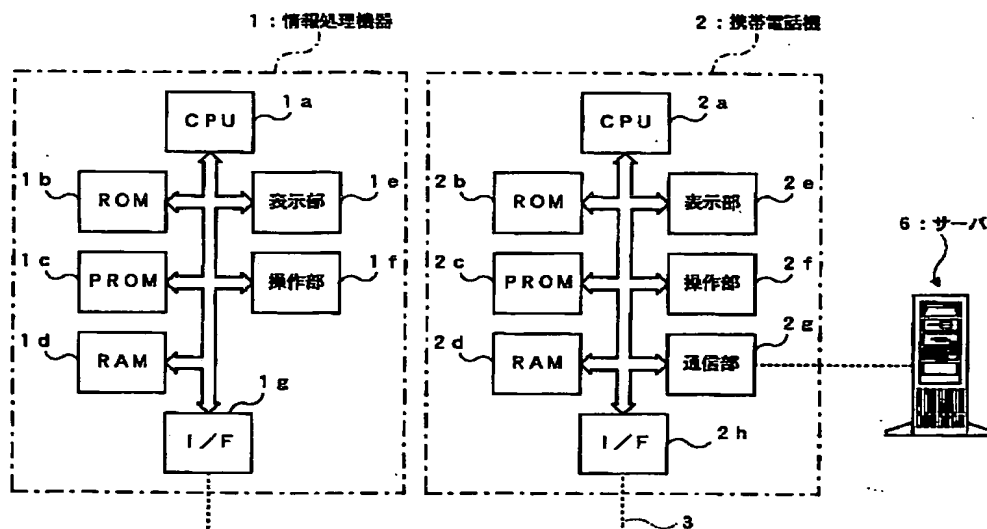 1：情報処理機器
1a
CPU
1b
ROM
1e
表示部
1c
PROM
1f
操作部
1d
RAM
1g
I／F
2：携帯電話機
2a
CPU
2b
ROM
2e
表示部
2c
PROM
2f
操作部
2d
RAM
2g
通信部
2h
I／F
3
6：サーバ